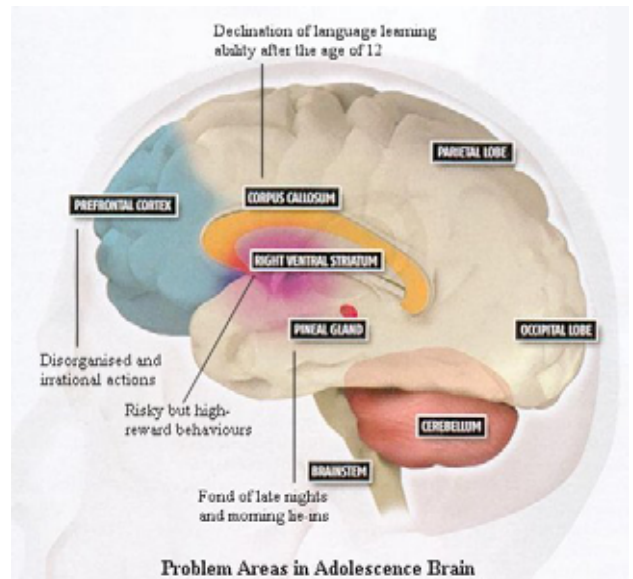 Declination of language learning
ability after the age of 12
PARIETAL LOBE
CORPUS CALLOSUM
PREFRONTAL CORTEX
RIGHT VENTRAL STRIATUM
PINEAL GLAND
OCCIPITAL LOBE
Disorganised and
irrational actions
Risky but high-
reward behaviours
CEREBELLUM
BRAINSTEM
Fond of late nights
and morning lie-ins
Problem Areas in Adolescence Brain